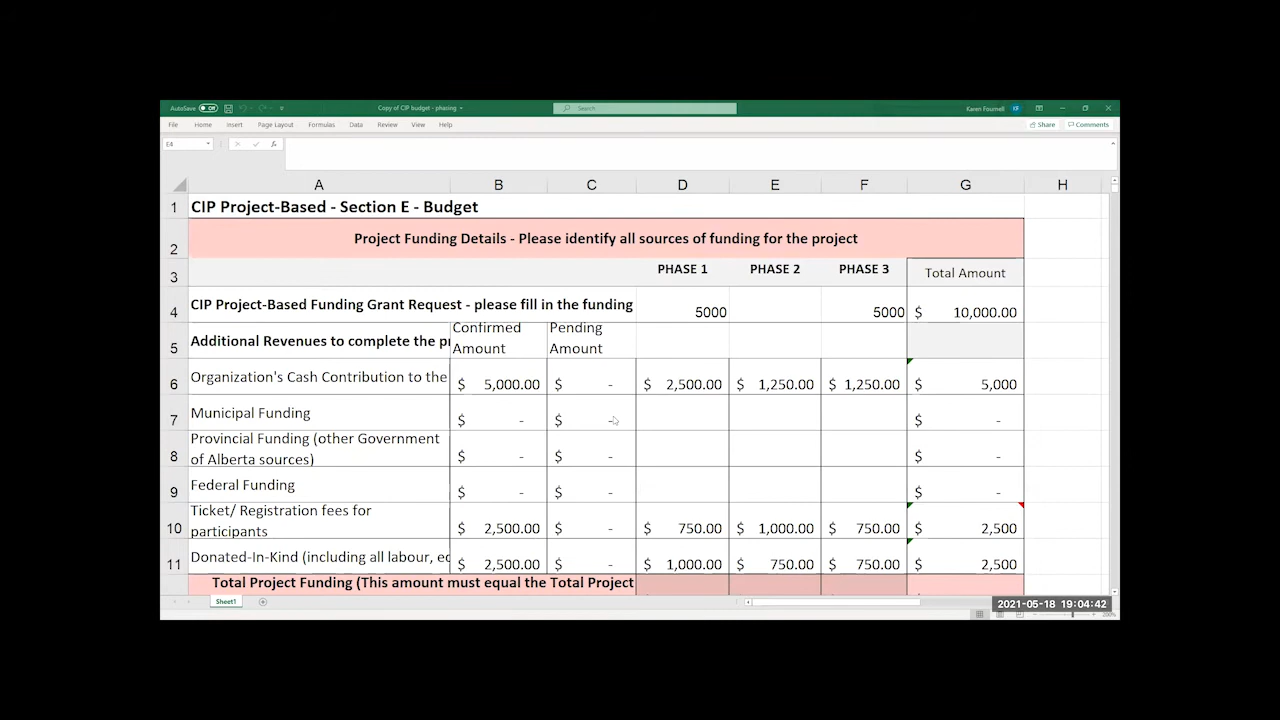 AutoSave Off Copy of CIP budget - phasing Search Karen Fournell
File Home Insert Page Layout Formulas Data Review View Help Share Comments
E4
A B C D E F G H
1 CIP Project-Based - Section E - Budget
2 Project Funding Details - Please identify all sources of funding for the project
3 PHASE 1 PHASE 2 PHASE 3 Total Amount
4 CIP Project-Based Funding Grant Request - please fill in the funding 5000 5000 $ 10,000.00
5 Additional Revenues to complete the pr Confirmed Amount Pending Amount
6 Organization's Cash Contribution to the $ 5,000.00 $ - $ 2,500.00 $ 1,250.00 $ 1,250.00 $ 5,000
7 Municipal Funding $ - $ - $ -
8 Provincial Funding (other Government of Alberta sources) $ - $ - $ -
9 Federal Funding $ - $ - $ -
10 Ticket/ Registration fees for participants $ 2,500.00 $ - $ 750.00 $ 1,000.00 $ 750.00 $ 2,500
11 Donated-In-Kind (including all labour, eq $ 2,500.00 $ - $ 1,000.00 $ 750.00 $ 750.00 $ 2,500
Total Project Funding (This amount must equal the Total Project
Sheet1
2021-05-18 19:04:42
200%